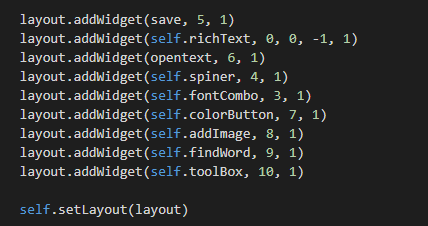 layout.addWidget(save, 5, 1)
layout.addWidget(self.richText, 0, 0, -1, 1)
layout.addWidget(opentext, 6, 1)
layout.addWidget(self.spiner, 4, 1)
layout.addWidget(self.fontCombo, 3, 1)
layout.addWidget(self.colorButton, 7, 1)
layout.addWidget(self.addImage, 8, 1)
layout.addWidget(self.findWord, 9, 1)
layout.addWidget(self.toolBox, 10, 1)
self.setLayout(layout)